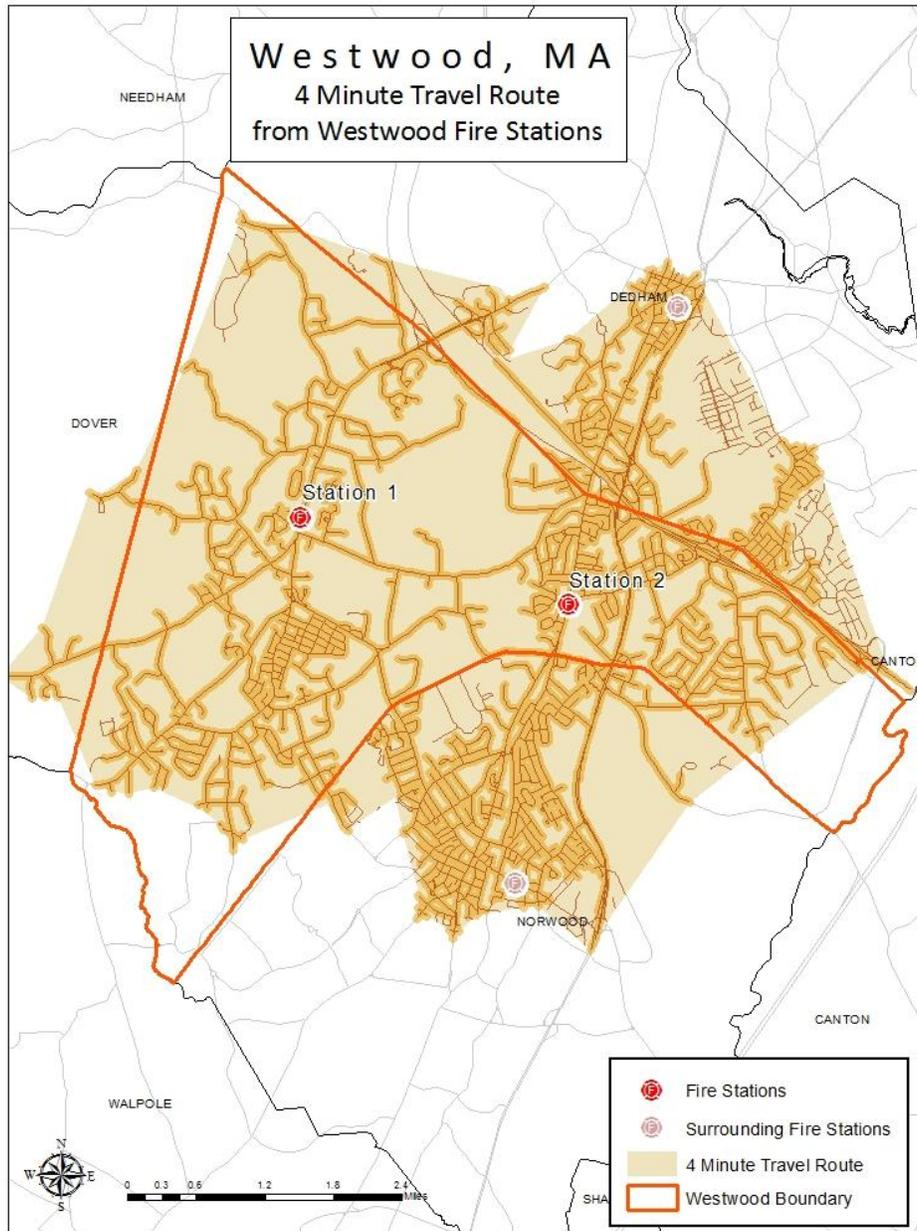 W e s t w o o d ,  M A
4 Minute Travel Route
from Westwood Fire Stations
NEEDHAM
DEDHAM
F
DOVER
Station 1
F
Station 2
F
CANTO
F
NORWOOD
CANTON
WALPOLE
N
W E
S
0 0.3 0.6 1.2 1.8 2.4
Miles
SHA
F Fire Stations
F Surrounding Fire Stations
4 Minute Travel Route
Westwood Boundary